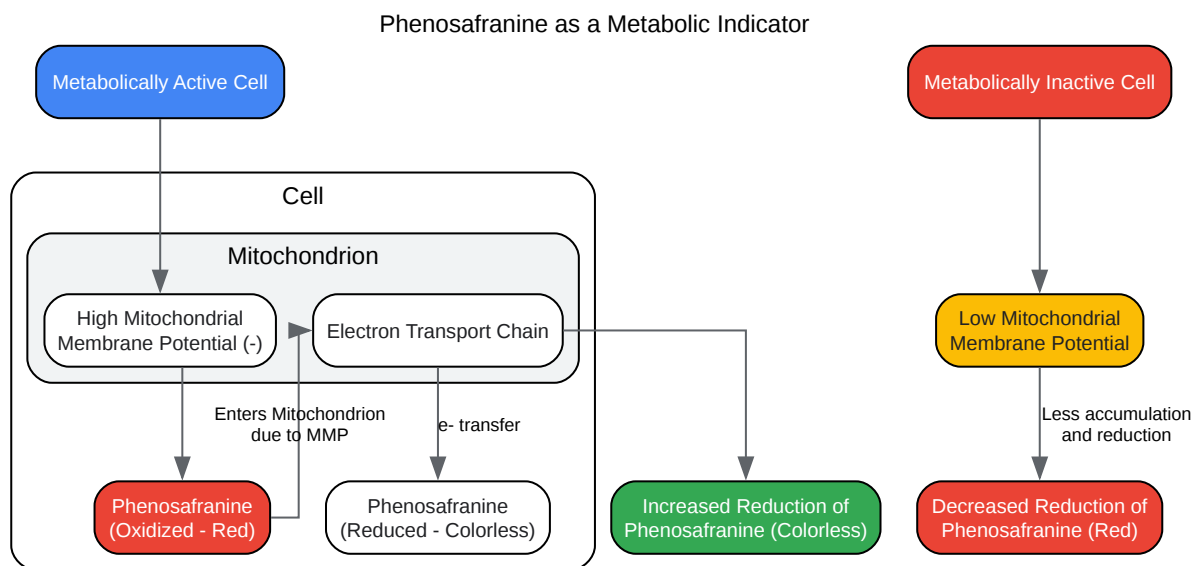 Phenosafranine as a Metabolic Indicator
Metabolically Active Cell
Metabolically Inactive Cell
Cell
Mitochondrion
High Mitochondrial
Membrane Potential (-)
Electron Transport Chain
Low Mitochondrial
Membrane Potential
Enters Mitochondrion
due to MMP
e- transfer
Less accumulation
and reduction
Phenosafranine
(Oxidized - Red)
Phenosafranine
(Reduced - Colorless)
Increased Reduction of
Phenosafranine (Colorless)
Decreased Reduction of
Phenosafranine (Red)